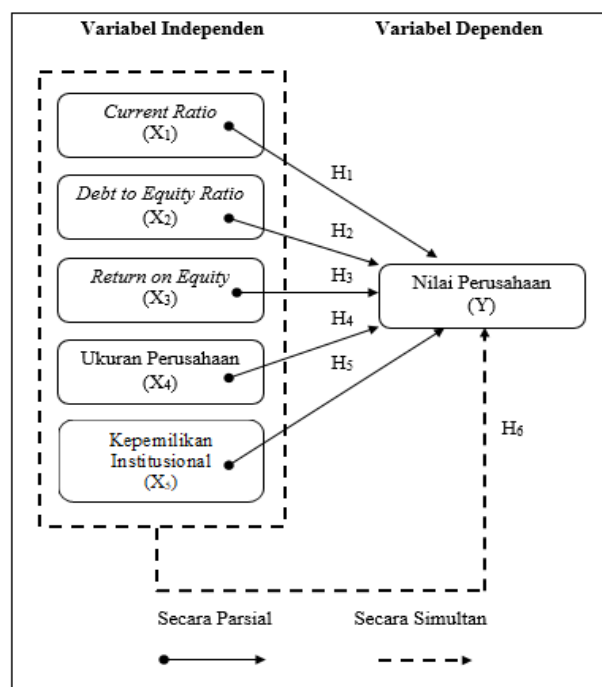 Variabel Independen
Variabel Dependen
Current Ratio
(X₁)
H₁
Debt to Equity Ratio
(X₂)
H₂
Return on Equity
(X₃)
H₃
Nilai Perusahaan
(Y)
H₄
Ukuran Perusahaan
(X₄)
H₅
Kepemilikan
Institusional
(X₅)
H₆
Secara Parsial
Secara Simultan